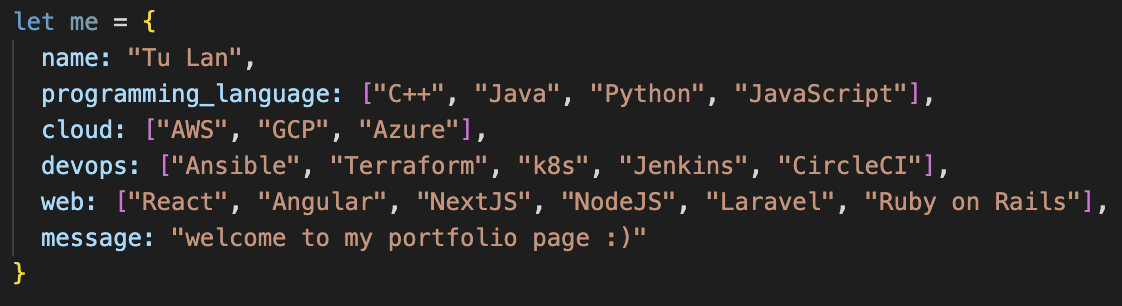 let me = {
  name: "Tu Lan",
  programming_language: ["C++", "Java", "Python", "JavaScript"],
  cloud: ["AWS", "GCP", "Azure"],
  devops: ["Ansible", "Terraform", "k8s", "Jenkins", "CircleCI"],
  web: ["React", "Angular", "NextJS", "NodeJS", "Laravel", "Ruby on Rails"],
  message: "welcome to my portfolio page :)"
}